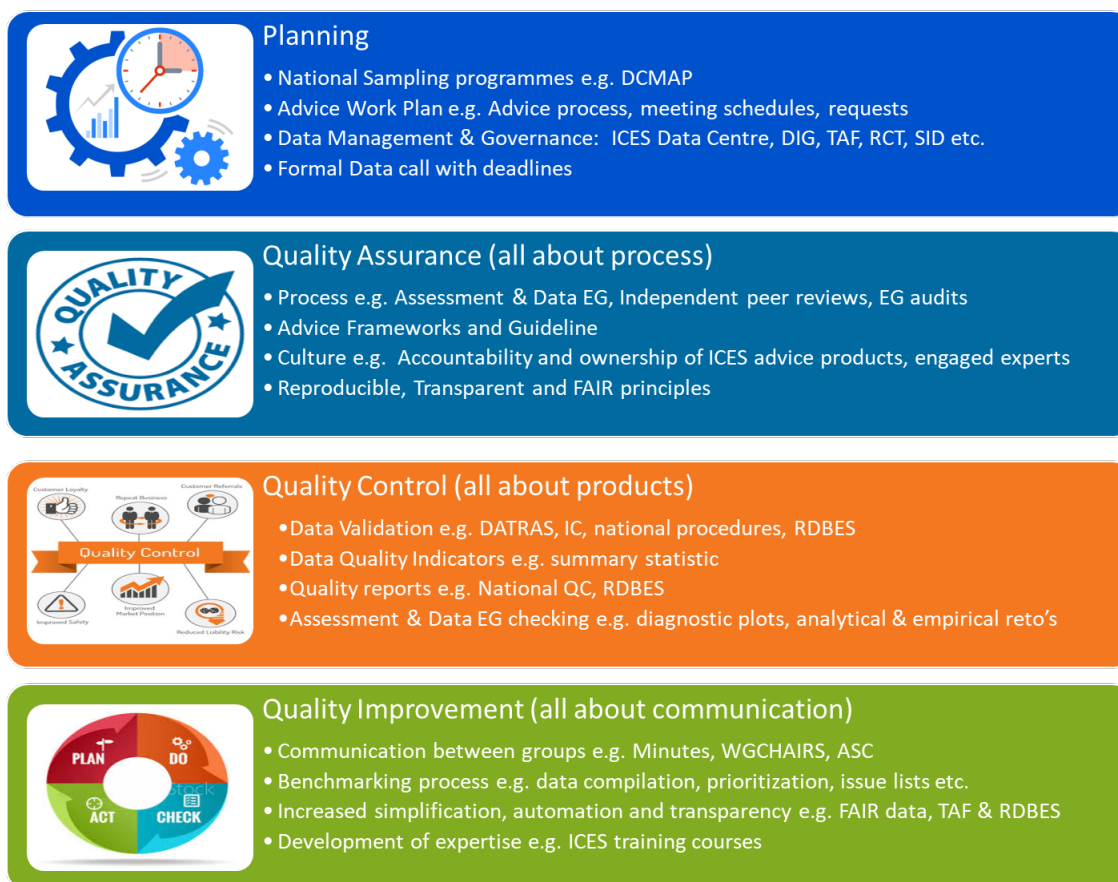 Planning
• National Sampling programmes e.g. DCMAP
• Advice Work Plan e.g. Advice process, meeting schedules, requests
• Data Management & Governance: ICES Data Centre, DIG, TAF, RCT, SID etc.
• Formal Data call with deadlines
QUALITY
ASSURANCE
Quality Assurance (all about process)
• Process e.g. Assessment & Data EG, Independent peer reviews, EG audits
• Advice Frameworks and Guideline
• Culture e.g. Accountability and ownership of ICES advice products, engaged experts
• Reproducible, Transparent and FAIR principles
Customer Loyalty
Repeat Business
Customer Referrals
Quality Control
Improved Safety
Improved
Market Position
Reduced Liability Risk
Quality Control (all about products)
• Data Validation e.g. DATRAS, IC, national procedures, RDBES
• Data Quality Indicators e.g. summary statistic
• Quality reports e.g. National QC, RDBES
• Assessment & Data EG checking e.g. diagnostic plots, analytical & empirical reto's
PLAN
DO
ACT
CHECK
Quality Improvement (all about communication)
• Communication between groups e.g. Minutes, WGCHAIRS, ASC
• Benchmarking process e.g. data compilation, prioritization, issue lists etc.
• Increased simplification, automation and transparency e.g. FAIR data, TAF & RDBES
• Development of expertise e.g. ICES training courses